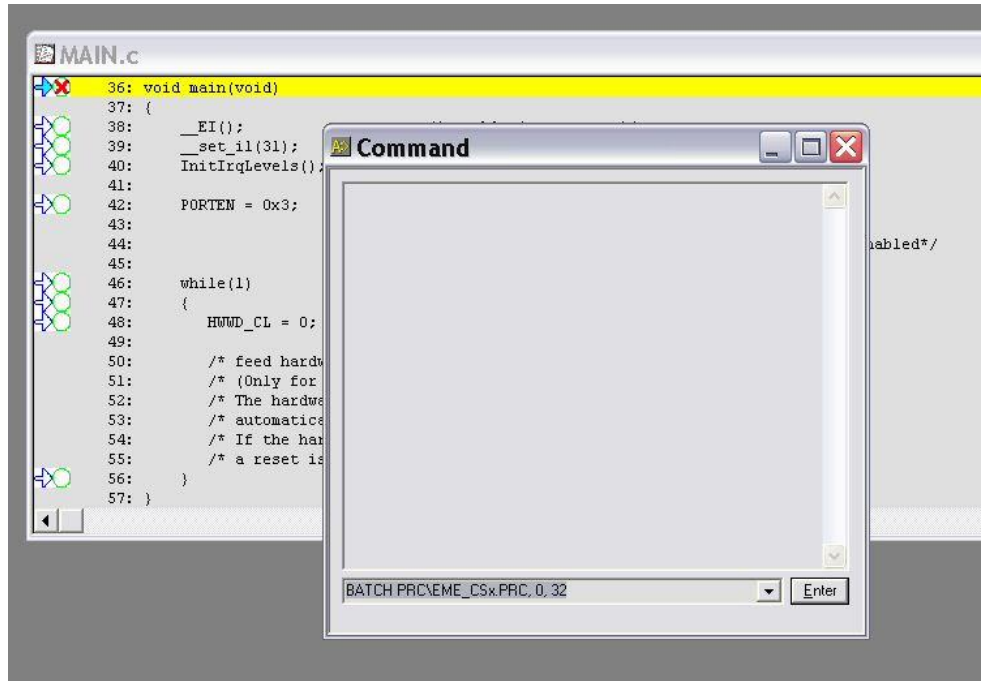 MAIN.c
36: void main(void)
37: {
38: __EI();
39: __set_il(31);
40: InitIrqLevels();
41:
42: PORTEN = 0x3;
43:
44: abled*/
45:
46: while(1)
47: {
48: HWWD_CL = 0;
49:
50: /* feed hardw
51: /* (Only for
52: /* The hardwa
53: /* automatica
54: /* If the har
55: /* a reset is
56: }
57: }
Command
BATCH PRC\EME_CSx.PRC, 0, 32
Enter